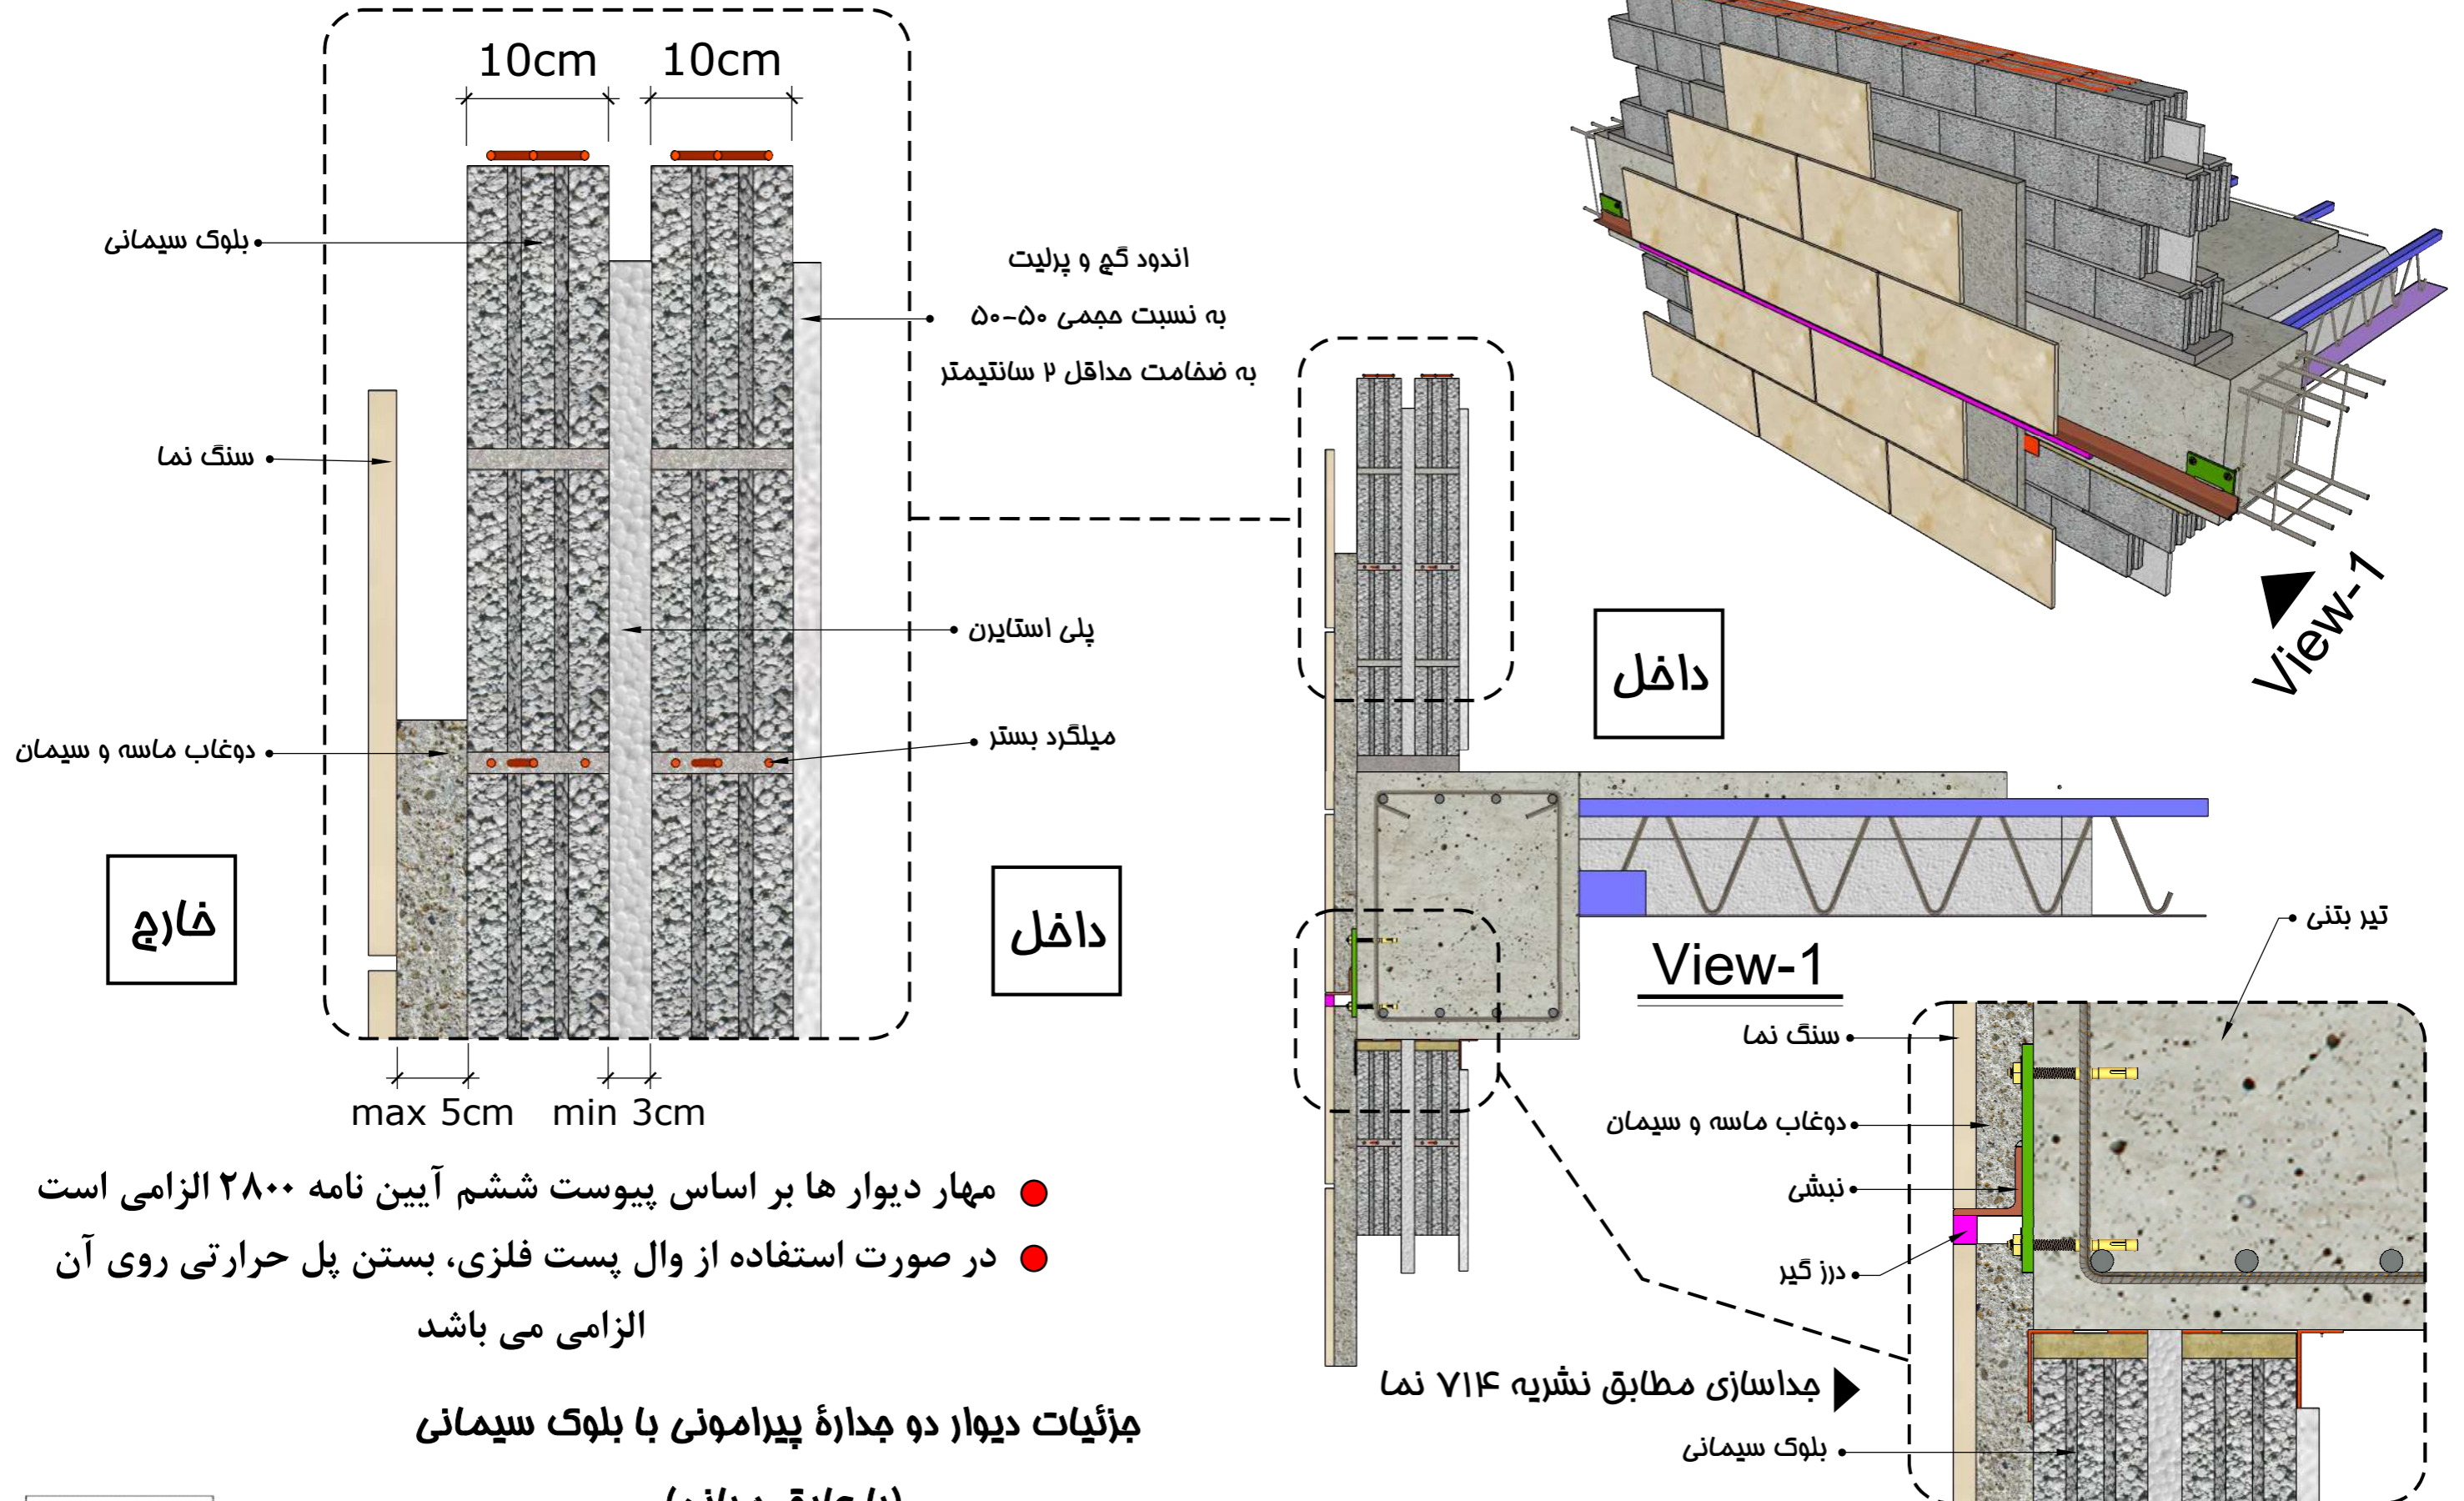 10cm 10cm
بلوک سیمانی
اندود گچ و پرلیت
به نسبت حجمی ۵۰-۵۰
به ضخامت حداقل ۲ سانتیمتر
سنگ نما
پلی استایرن
میلگرد بستر
دوغاب ماسه و سیمان
خارج
داخل
max 5cm min 3cm
View-1
داخل
View-1
تیر بتنی
سنگ نما
دوغاب ماسه و سیمان
نبشی
درز گیر
جداسازی مطابق نشریه ۷۱۴ نما
بلوک سیمانی
مهار دیوار ها بر اساس پیوست ششم آیین نامه ۲۸۰۰ الزامی است
در صورت استفاده از وال پست فلزی، بستن پل حرارتی روی آن
الزامی می باشد
جزئیات دیوار دو جدارهٔ پیرامونی با بلوک سیمانی
(با عایق میانی)